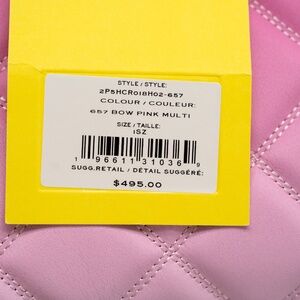 STYLE / STYLE:
2P5HCR018H02-657
COLOUR / COULEUR:
657 BOW PINK MULTI
SIZE / TAILLE:
1SZ
1 96611 31036 9
SUGG.RETAIL / DÉTAIL SUGGÉRÉ:
$495.00